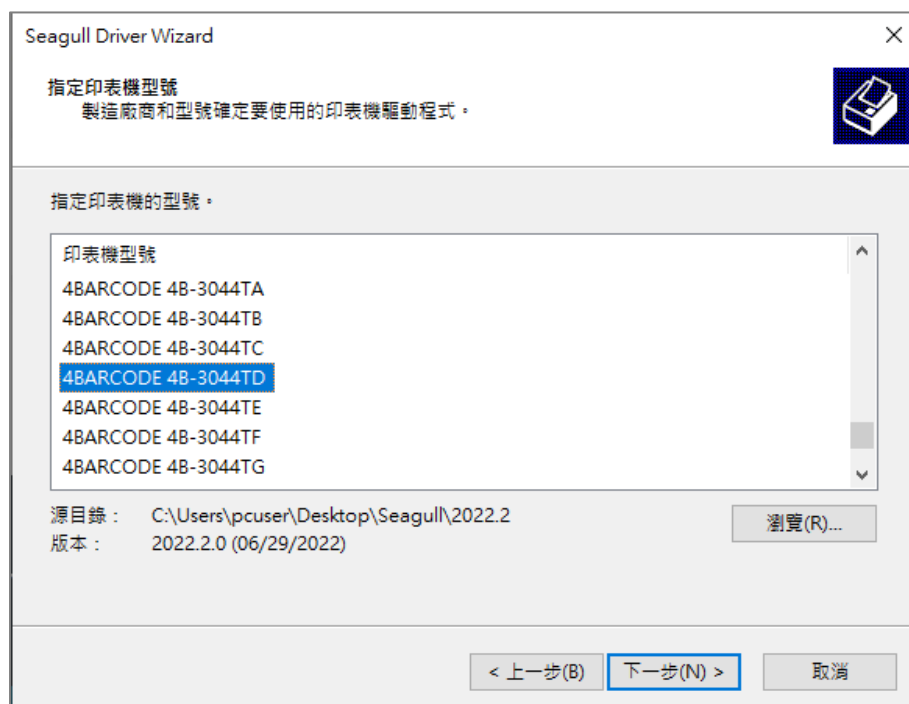 Seagull Driver Wizard
指定印表機型號
製造廠商和型號確定要使用的印表機驅動程式。
指定印表機的型號。
印表機型號
4BARCODE 4B-3044TA
4BARCODE 4B-3044TB
4BARCODE 4B-3044TC
4BARCODE 4B-3044TD
4BARCODE 4B-3044TE
4BARCODE 4B-3044TF
4BARCODE 4B-3044TG
源目錄： C:\Users\pcuser\Desktop\Seagull\2022.2
瀏覽(R)...
版本： 2022.2.0 (06/29/2022)
< 上一步(B) 下一步(N) > 取消